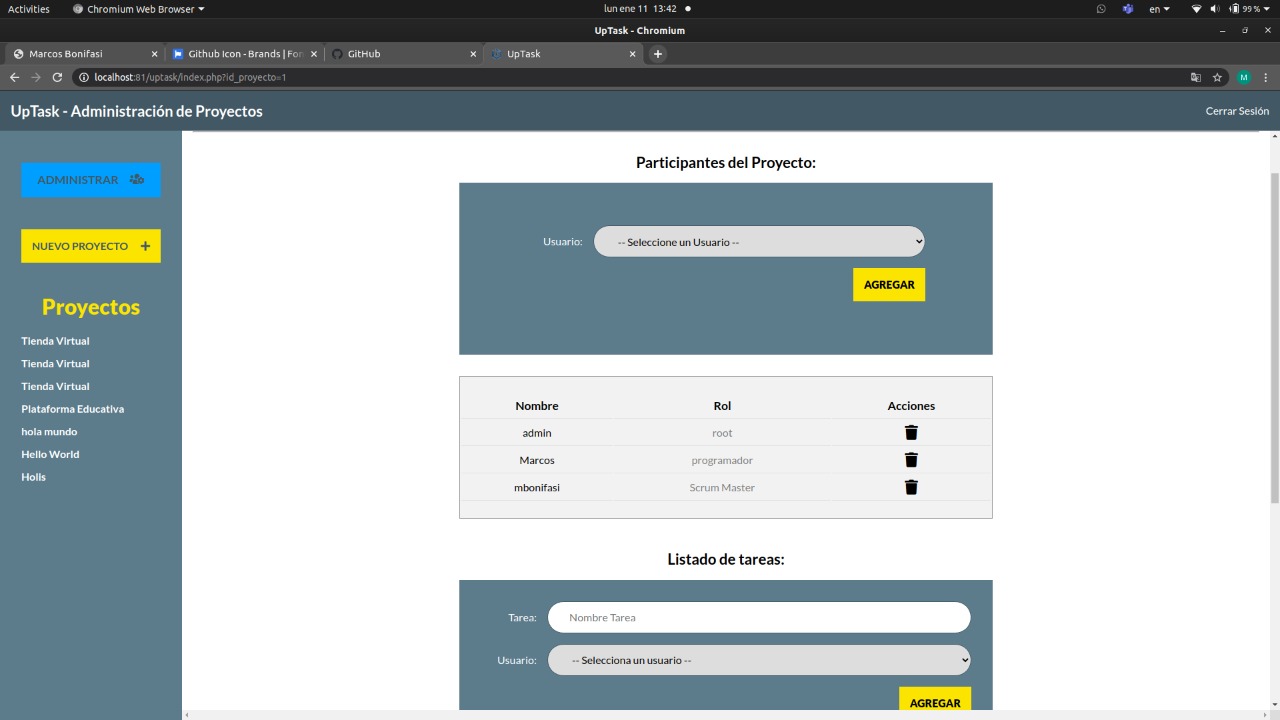 Activities
Chromium Web Browser
lun ene 11 13:42
en
99 %
UpTask - Chromium
Marcos Bonifasi
Github Icon - Brands | Fon
GitHub
UpTask
localhost:81/uptask/index.php?id_proyecto=1
M
UpTask - Administración de Proyectos
Cerrar Sesión
ADMINISTRAR
NUEVO PROYECTO
Proyectos
Tienda Virtual
Tienda Virtual
Tienda Virtual
Plataforma Educativa
hola mundo
Hello World
Holls
Participantes del Proyecto:
Usuario: -- Seleccione un Usuario --
AGREGAR
Nombre Rol Acciones
admin root
Marcos programador
mbonifasi Scrum Master
Listado de tareas:
Tarea: Nombre Tarea
Usuario: -- Selecciona un usuario --
AGREGAR